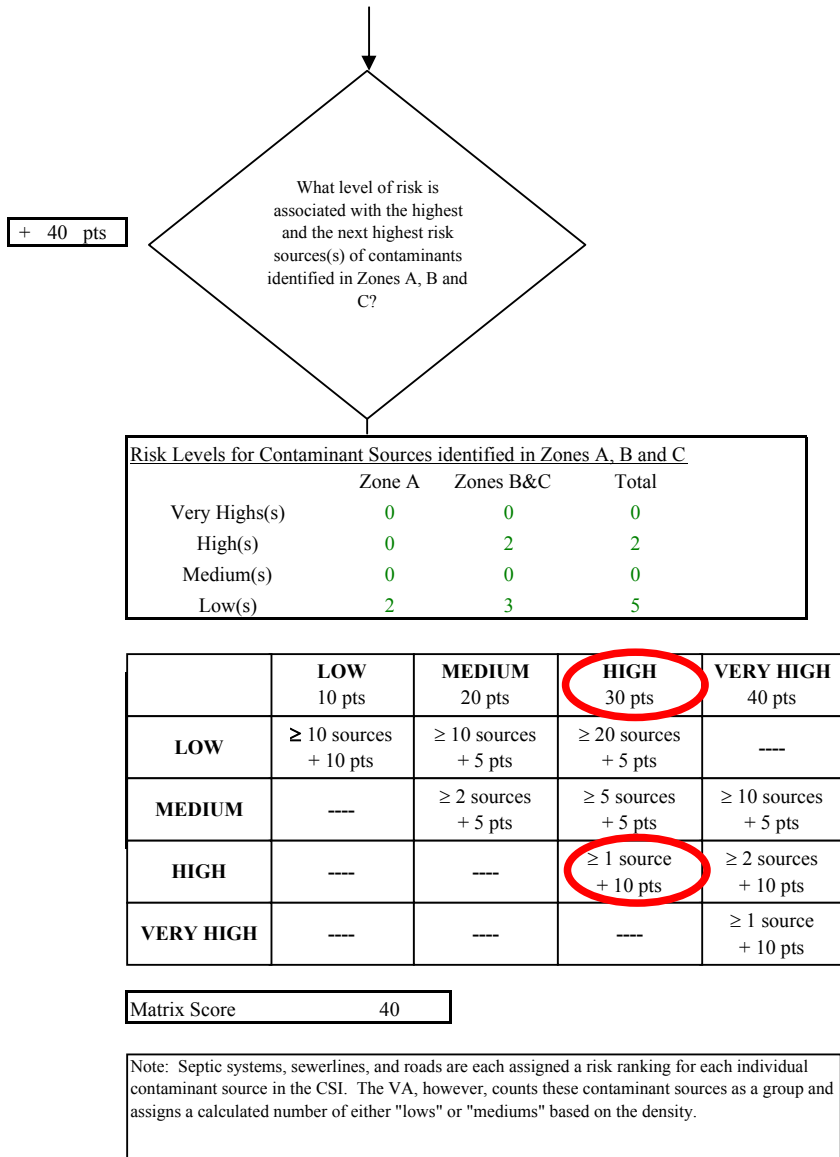 What level of risk is
associated with the highest
and the next highest risk
sources(s) of contaminants
identified in Zones A, B and
C?
+ 40 pts
Risk Levels for Contaminant Sources identified in Zones A, B and C
Zone A Zones B&C Total
Very Highs(s) 0 0 0
High(s) 0 2 2
Medium(s) 0 0 0
Low(s) 2 3 5
LOW MEDIUM HIGH VERY HIGH
10 pts 20 pts 30 pts 40 pts
LOW ≥ 10 sources ≥ 10 sources ≥ 20 sources ----
+ 10 pts + 5 pts + 5 pts
MEDIUM ---- ≥ 2 sources ≥ 5 sources ≥ 10 sources
+ 5 pts + 5 pts + 5 pts
HIGH ---- ---- ≥ 1 source ≥ 2 sources
+ 10 pts + 10 pts
VERY HIGH ---- ---- ---- ≥ 1 source
+ 10 pts
Matrix Score 40
Note: Septic systems, sewerlines, and roads are each assigned a risk ranking for each individual
contaminant source in the CSI. The VA, however, counts these contaminant sources as a group and
assigns a calculated number of either "lows" or "mediums" based on the density.